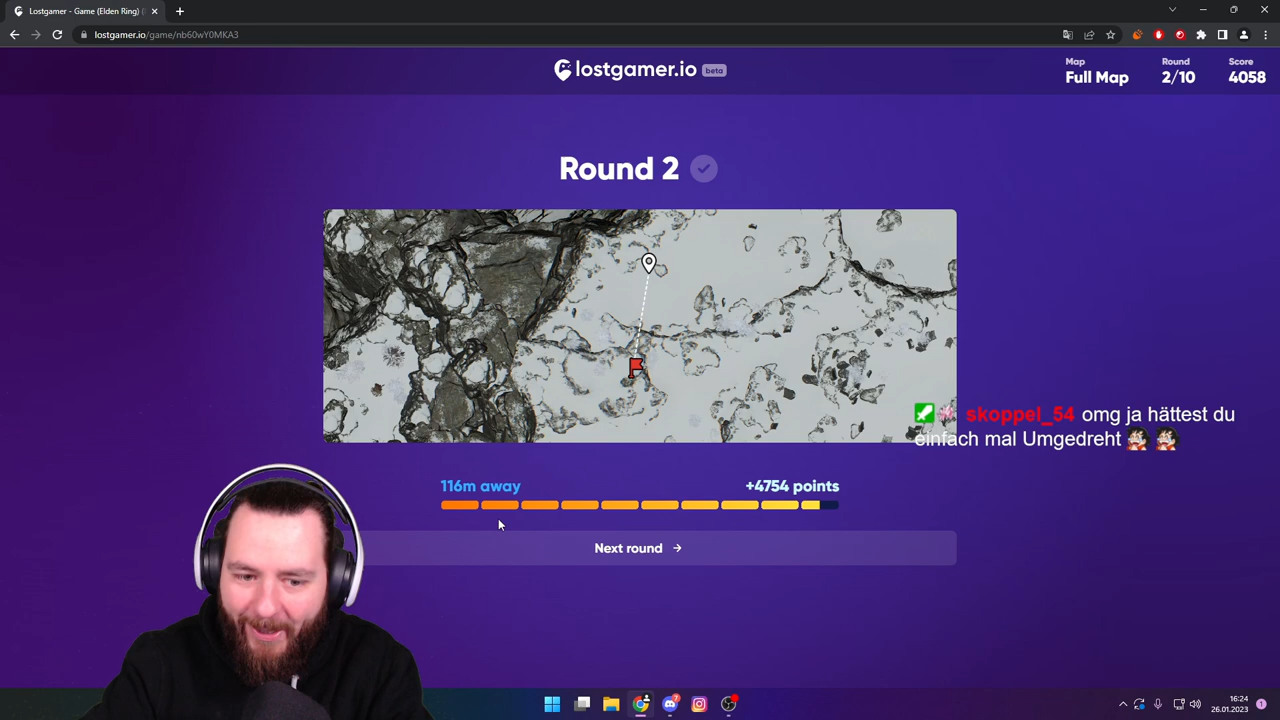 Lostgamer - Game (Elden Ring) (
lostgamer.io/game/nb60wY0MKA3
lostgamer.io beta
Map
Full Map
Round
2/10
Score
4058
Round 2
skoppel_54 omg ja hättest du
einfach mal Umgedreht
116m away
+4754 points
Next round →
7
16:24
26.01.2023
1